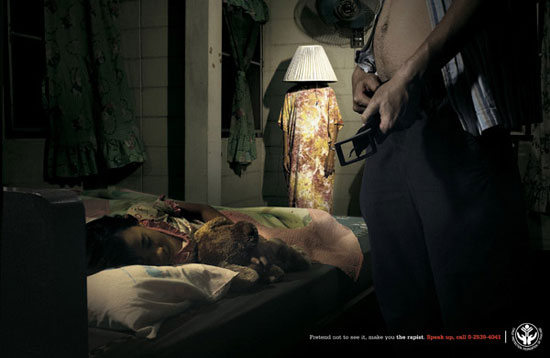 Pretend not to see it, make you the rapist. Speak up, call 0-2539-4041